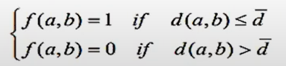 f(a,b)=1 if d(a,b)≤d̅
f(a,b)=0 if d(a,b)>d̅